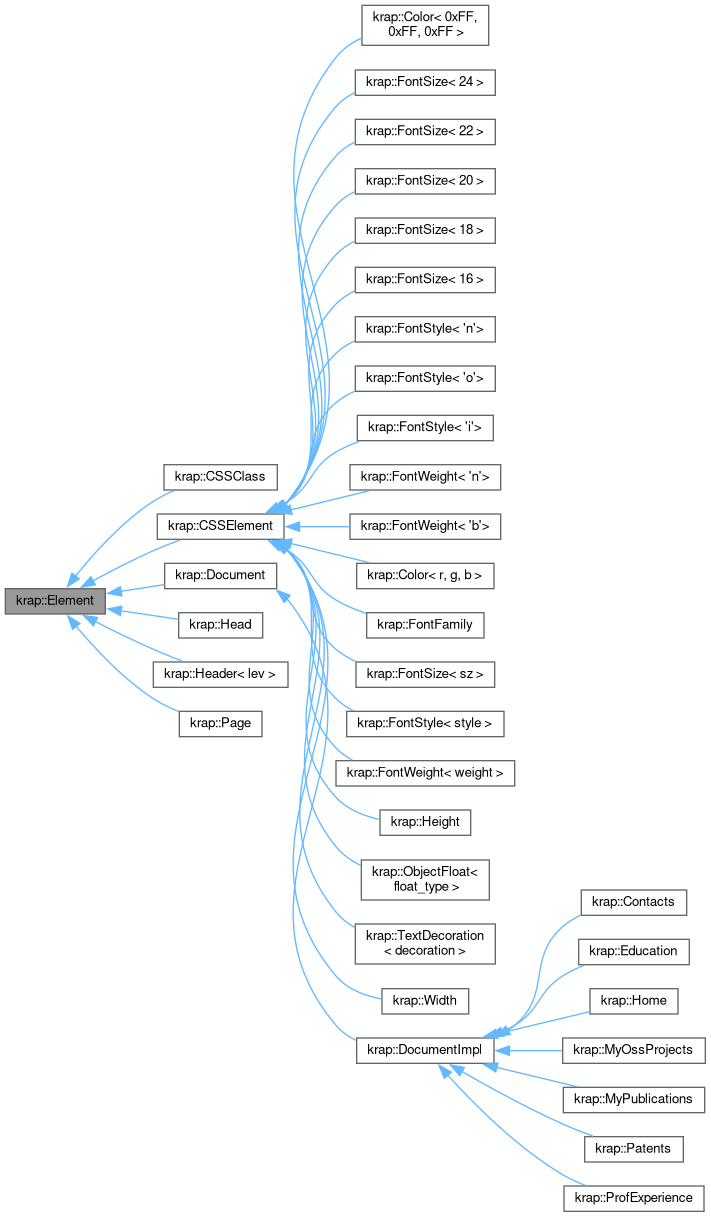 krap::Color< 0xFF,
0xFF, 0xFF >
krap::FontSize< 24 >
krap::FontSize< 22 >
krap::FontSize< 20 >
krap::FontSize< 18 >
krap::FontSize< 16 >
krap::FontStyle< 'n'>
krap::FontStyle< 'o'>
krap::FontStyle< 'i'>
krap::CSSClass
krap::FontWeight< 'n'>
krap::CSSElement
krap::FontWeight< 'b'>
krap::Document
krap::Color< r, g, b >
krap::Element
krap::Head
krap::FontFamily
krap::Header< lev >
krap::FontSize< sz >
krap::Page
krap::FontStyle< style >
krap::FontWeight< weight >
krap::Height
krap::ObjectFloat<
float_type >
krap::Contacts
krap::TextDecoration
< decoration >
krap::Education
krap::Width
krap::Home
krap::DocumentImpl
krap::MyOssProjects
krap::MyPublications
krap::Patents
krap::ProfExperience